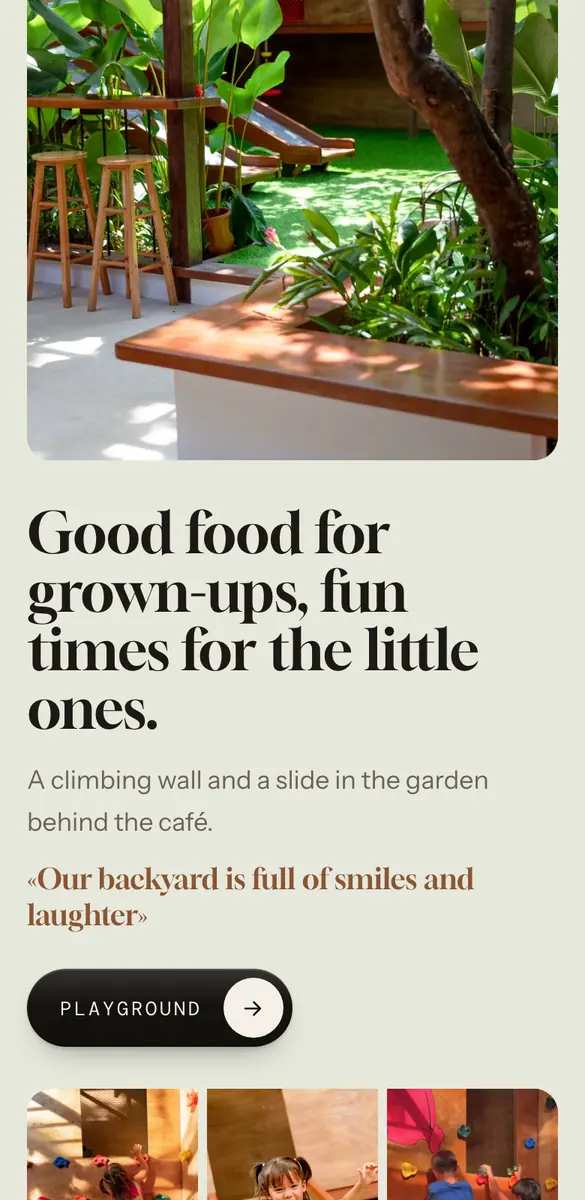 Good food for
grown-ups, fun
times for the little
ones.
A climbing wall and a slide in the garden
behind the café.
«Our backyard is full of smiles and
laughter»
PLAYGROUND